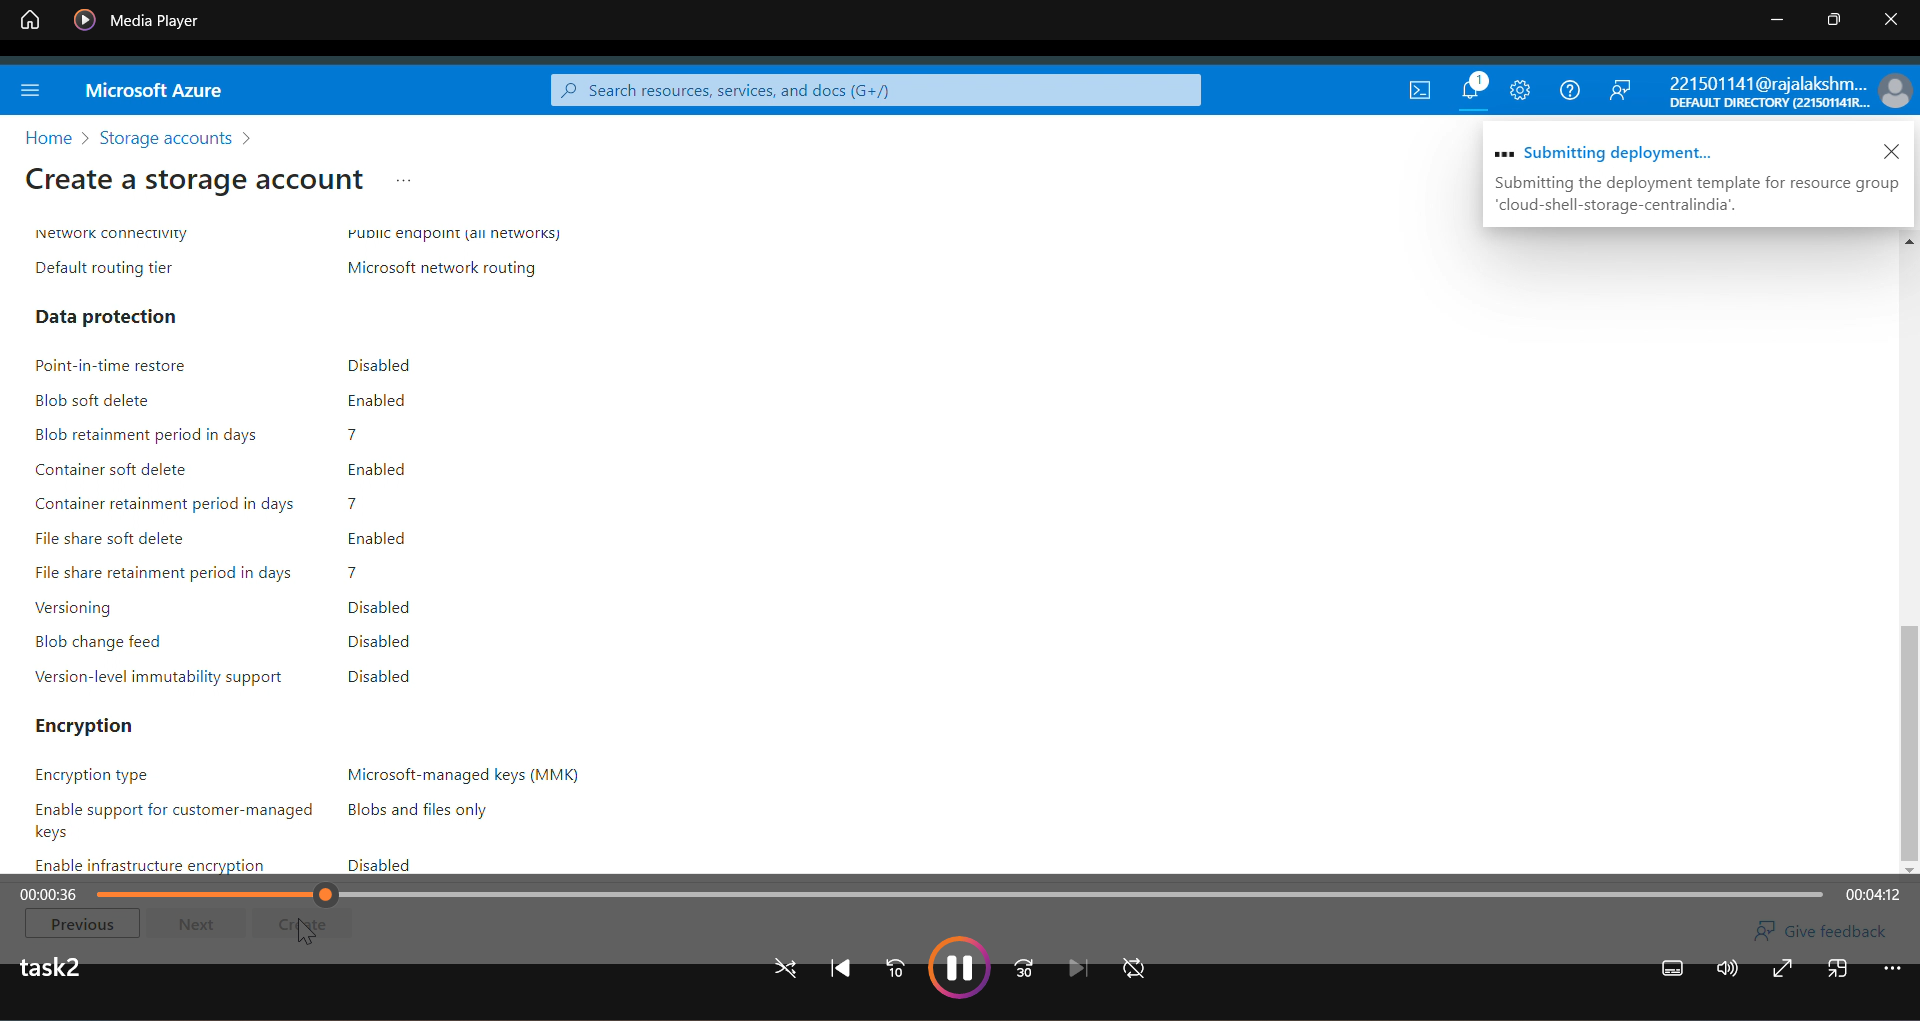 Media Player
Microsoft Azure
Search resources, services, and docs (G+/)
1
221501141@rajalakshm...
DEFAULT DIRECTORY (221501141R...
Home > Storage accounts >
Create a storage account ...
Submitting deployment...
Submitting the deployment template for resource group
'cloud-shell-storage-centralindia'.
Network connectivity Public endpoint (all networks)
Default routing tier Microsoft network routing
Data protection
Point-in-time restore Disabled
Blob soft delete Enabled
Blob retainment period in days 7
Container soft delete Enabled
Container retainment period in days 7
File share soft delete Enabled
File share retainment period in days 7
Versioning Disabled
Blob change feed Disabled
Version-level immutability support Disabled
Encryption
Encryption type Microsoft-managed keys (MMK)
Enable support for customer-managed Blobs and files only
keys
Enable infrastructure encryption Disabled
00:00:36 00:04:12
Previous Next Create Give feedback
task2
10 30